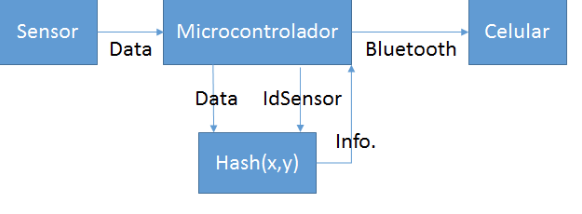 Sensor
Data
Microcontrolador
Bluetooth
Celular
Data
IdSensor
Info.
Hash(x,y)